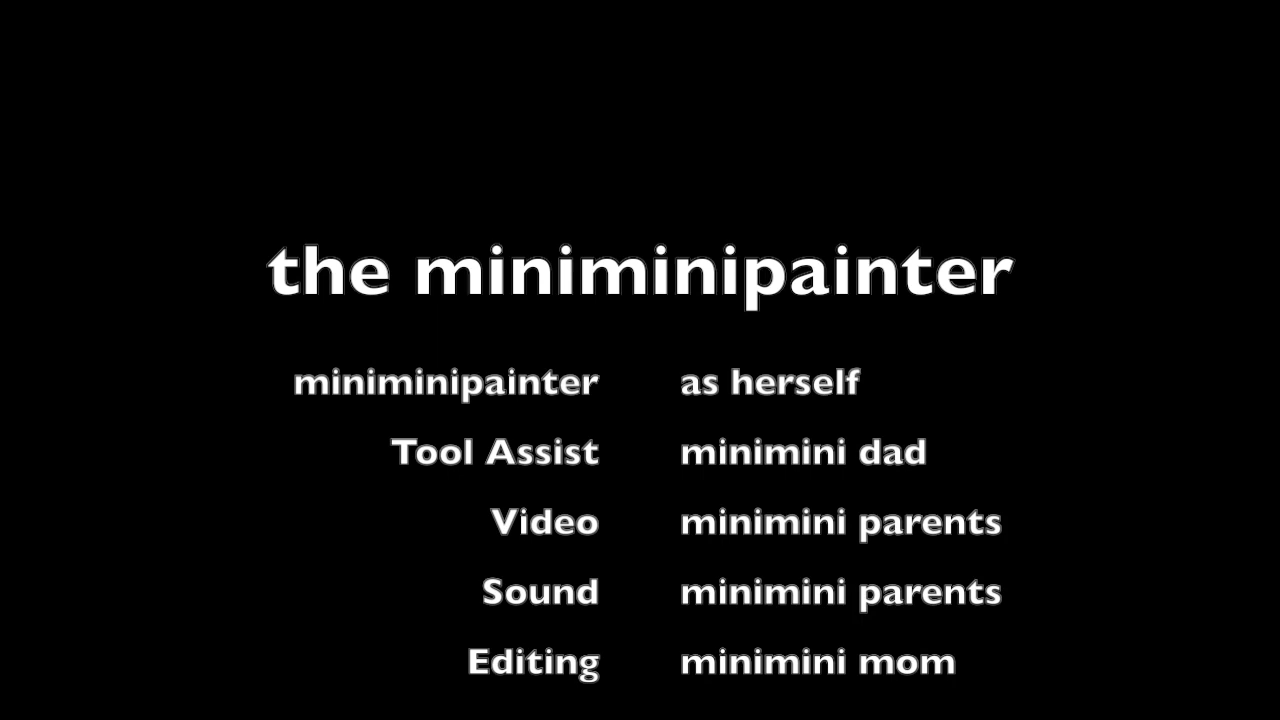 the miniminipainter
miniminipainter as herself
Tool Assist minimini dad
Video minimini parents
Sound minimini parents
Editing minimini mom